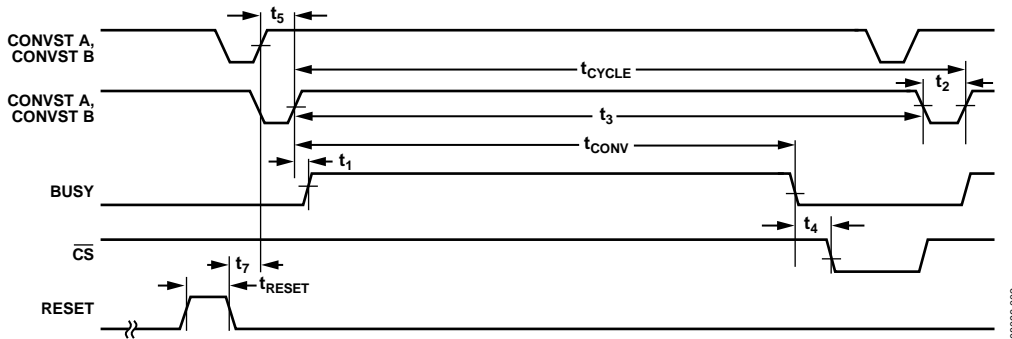 t5
CONVST A,
CONVST B
tCYCLE
t2
CONVST A,
CONVST B
t3
tCONV
t1
BUSY
t4
CS
t7
tRESET
RESET